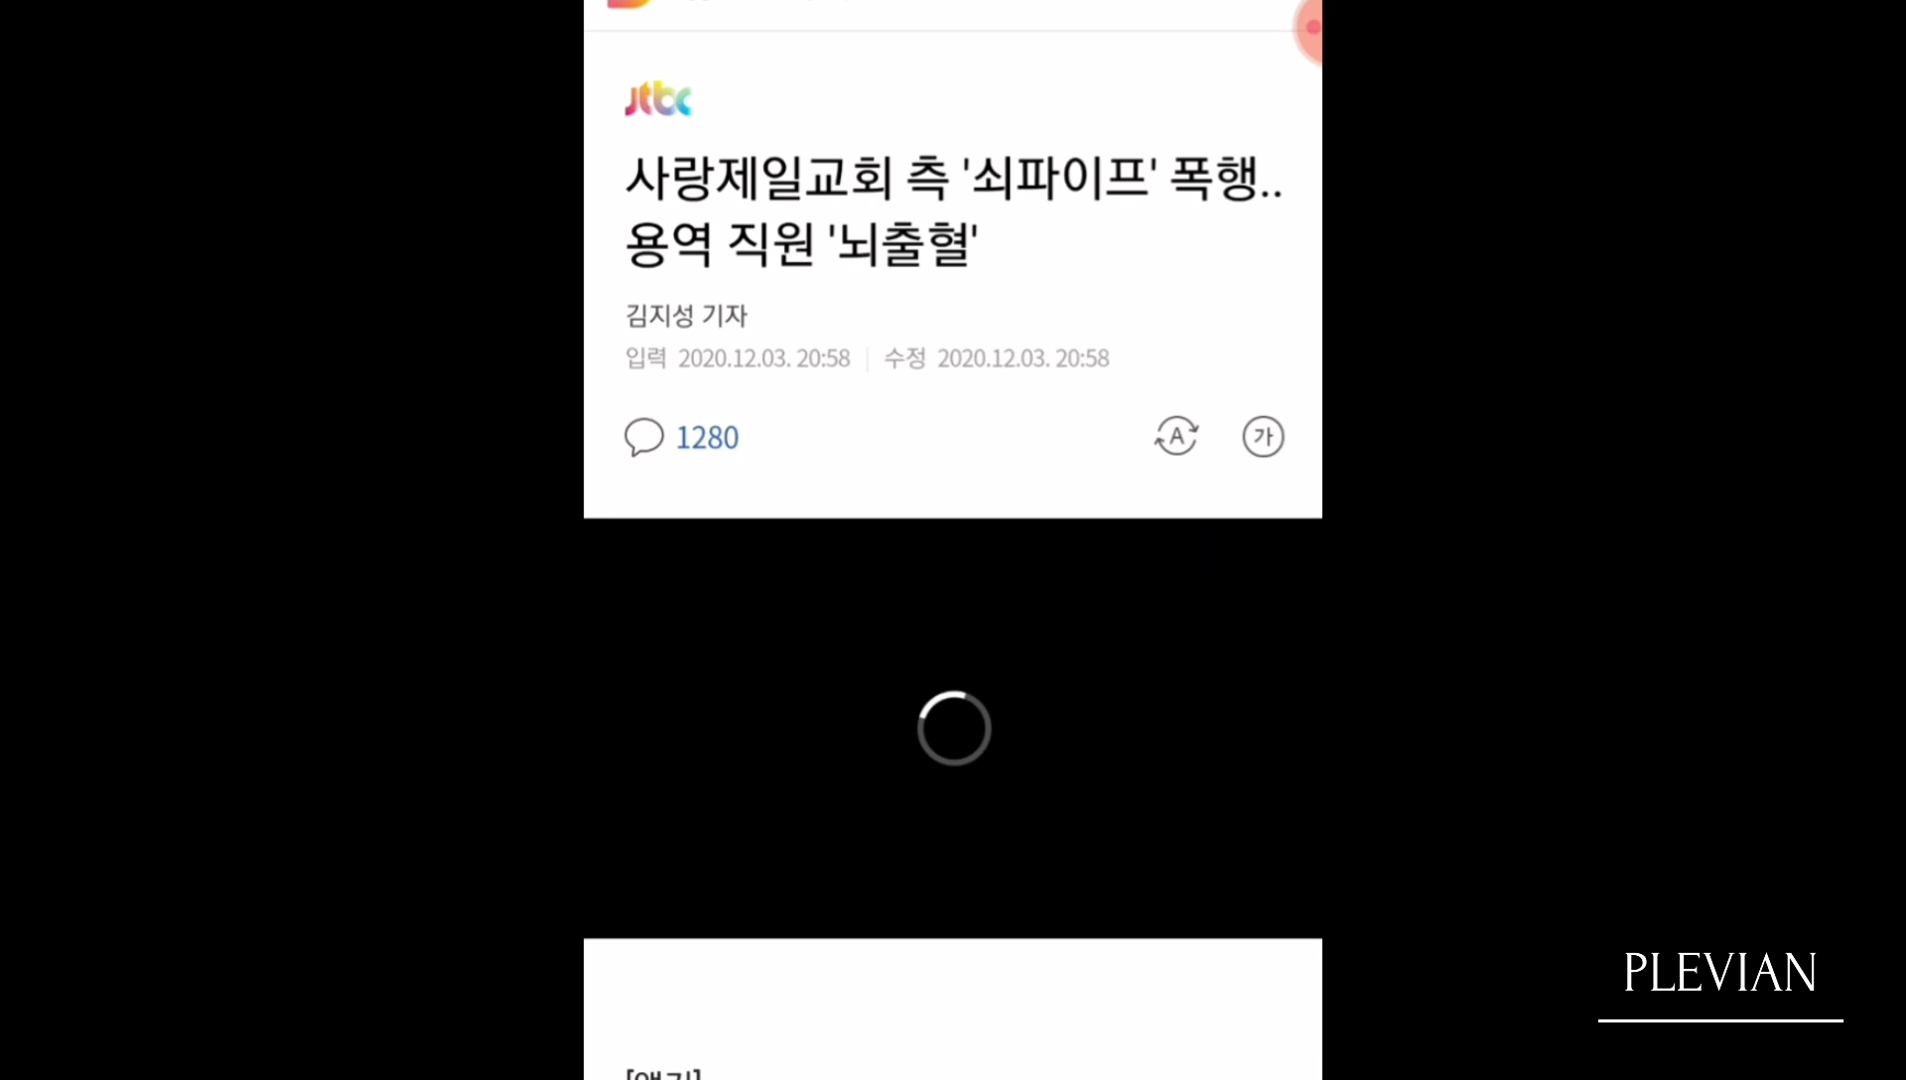 jtbc
사랑제일교회 측 '쇠파이프' 폭행..
용역 직원 '뇌출혈'
김지성 기자
입력 2020.12.03. 20:58 | 수정 2020.12.03. 20:58
1280
A
가
PLEVIAN